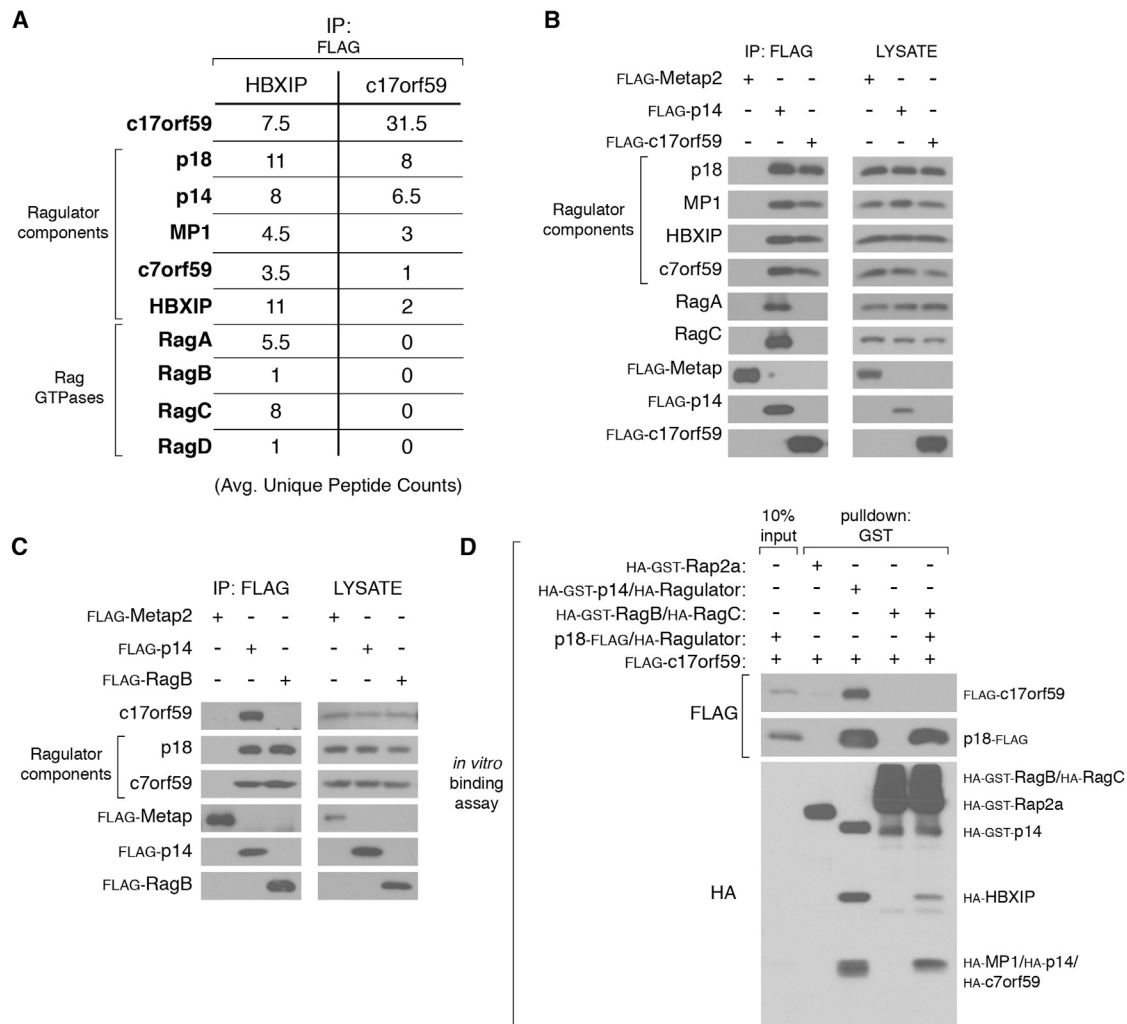 A
IP:
FLAG
HBXIP c17orf59
c17orf59 7.5 31.5
Ragulator
components
p18 11 8
p14 8 6.5
MP1 4.5 3
c7orf59 3.5 1
HBXIP 11 2
Rag
GTPases
RagA 5.5 0
RagB 1 0
RagC 8 0
RagD 1 0
(Avg. Unique Peptide Counts)
B
IP: FLAG LYSATE
FLAG-Metap2 + - - + - -
FLAG-p14 - + - - + -
FLAG-c17orf59 - - + - - +
Ragulator
components
p18
MP1
HBXIP
c7orf59
RagA
RagC
FLAG-Metap
FLAG-p14
FLAG-c17orf59
C
IP: FLAG LYSATE
FLAG-Metap2 + - - + - -
FLAG-p14 - + - - + -
FLAG-RagB - - + - - +
c17orf59
Ragulator
components
p18
c7orf59
FLAG-Metap
FLAG-p14
FLAG-RagB
D
10%
input
pulldown:
GST
HA-GST-Rap2a: - + - - -
HA-GST-p14/HA-Ragulator: - - + - -
HA-GST-RagB/HA-RagC: - - - + +
p18-FLAG/HA-Ragulator: + - - - +
FLAG-c17orf59: + + + + +
in vitro
binding
assay
FLAG
FLAG-c17orf59
p18-FLAG
HA
HA-GST-RagB/HA-RagC
HA-GST-Rap2a
HA-GST-p14
HA-HBXIP
HA-MP1/HA-p14/
HA-c7orf59